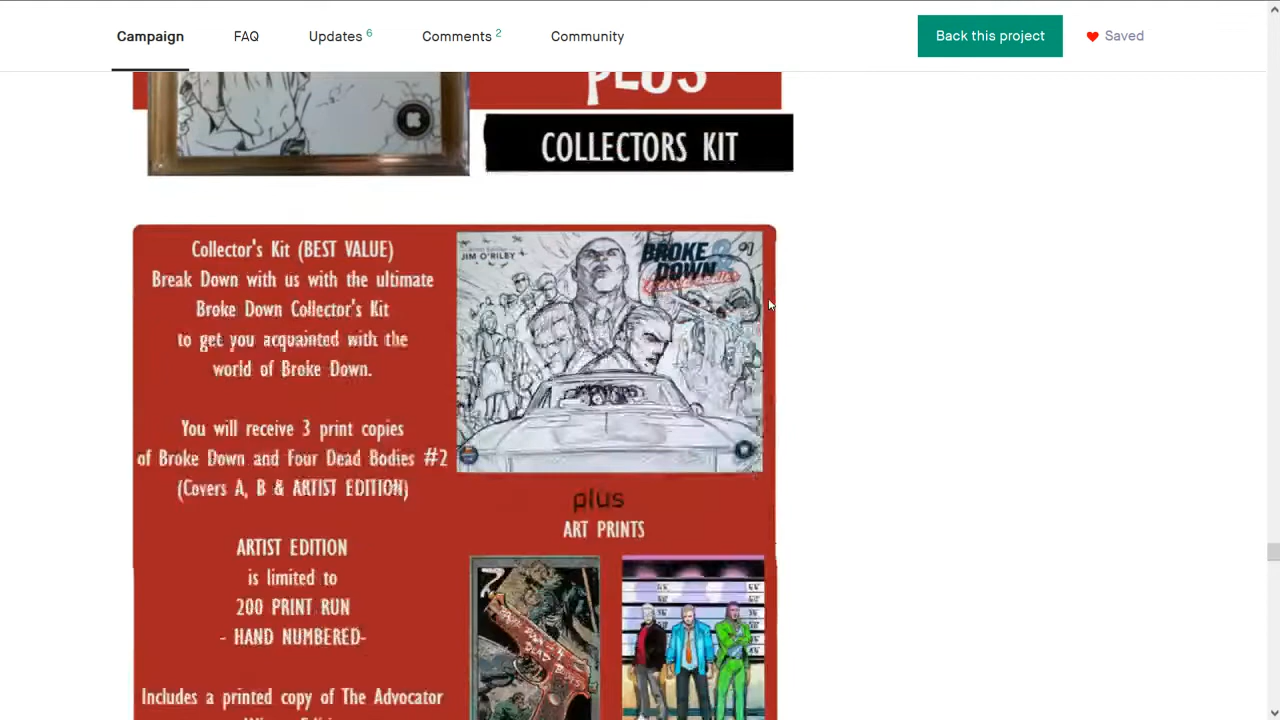 Campaign
FAQ
Updates 6
Comments 2
Community
Back this project
Saved
PLUS
COLLECTORS KIT
Collector's Kit (BEST VALUE)
Break Down with us with the ultimate
Broke Down Collector's Kit
to get you acquainted with the
world of Broke Down.
You will receive 3 print copies
of Broke Down and Four Dead Bodies #2
(Covers A, B & ARTIST EDITION)
ARTIST EDITION
is limited to
200 PRINT RUN
- HAND NUMBERED-
Includes a printed copy of The Advocator
JIM O'RILEY
BROKE &
DOWN
#1
plus
ART PRINTS